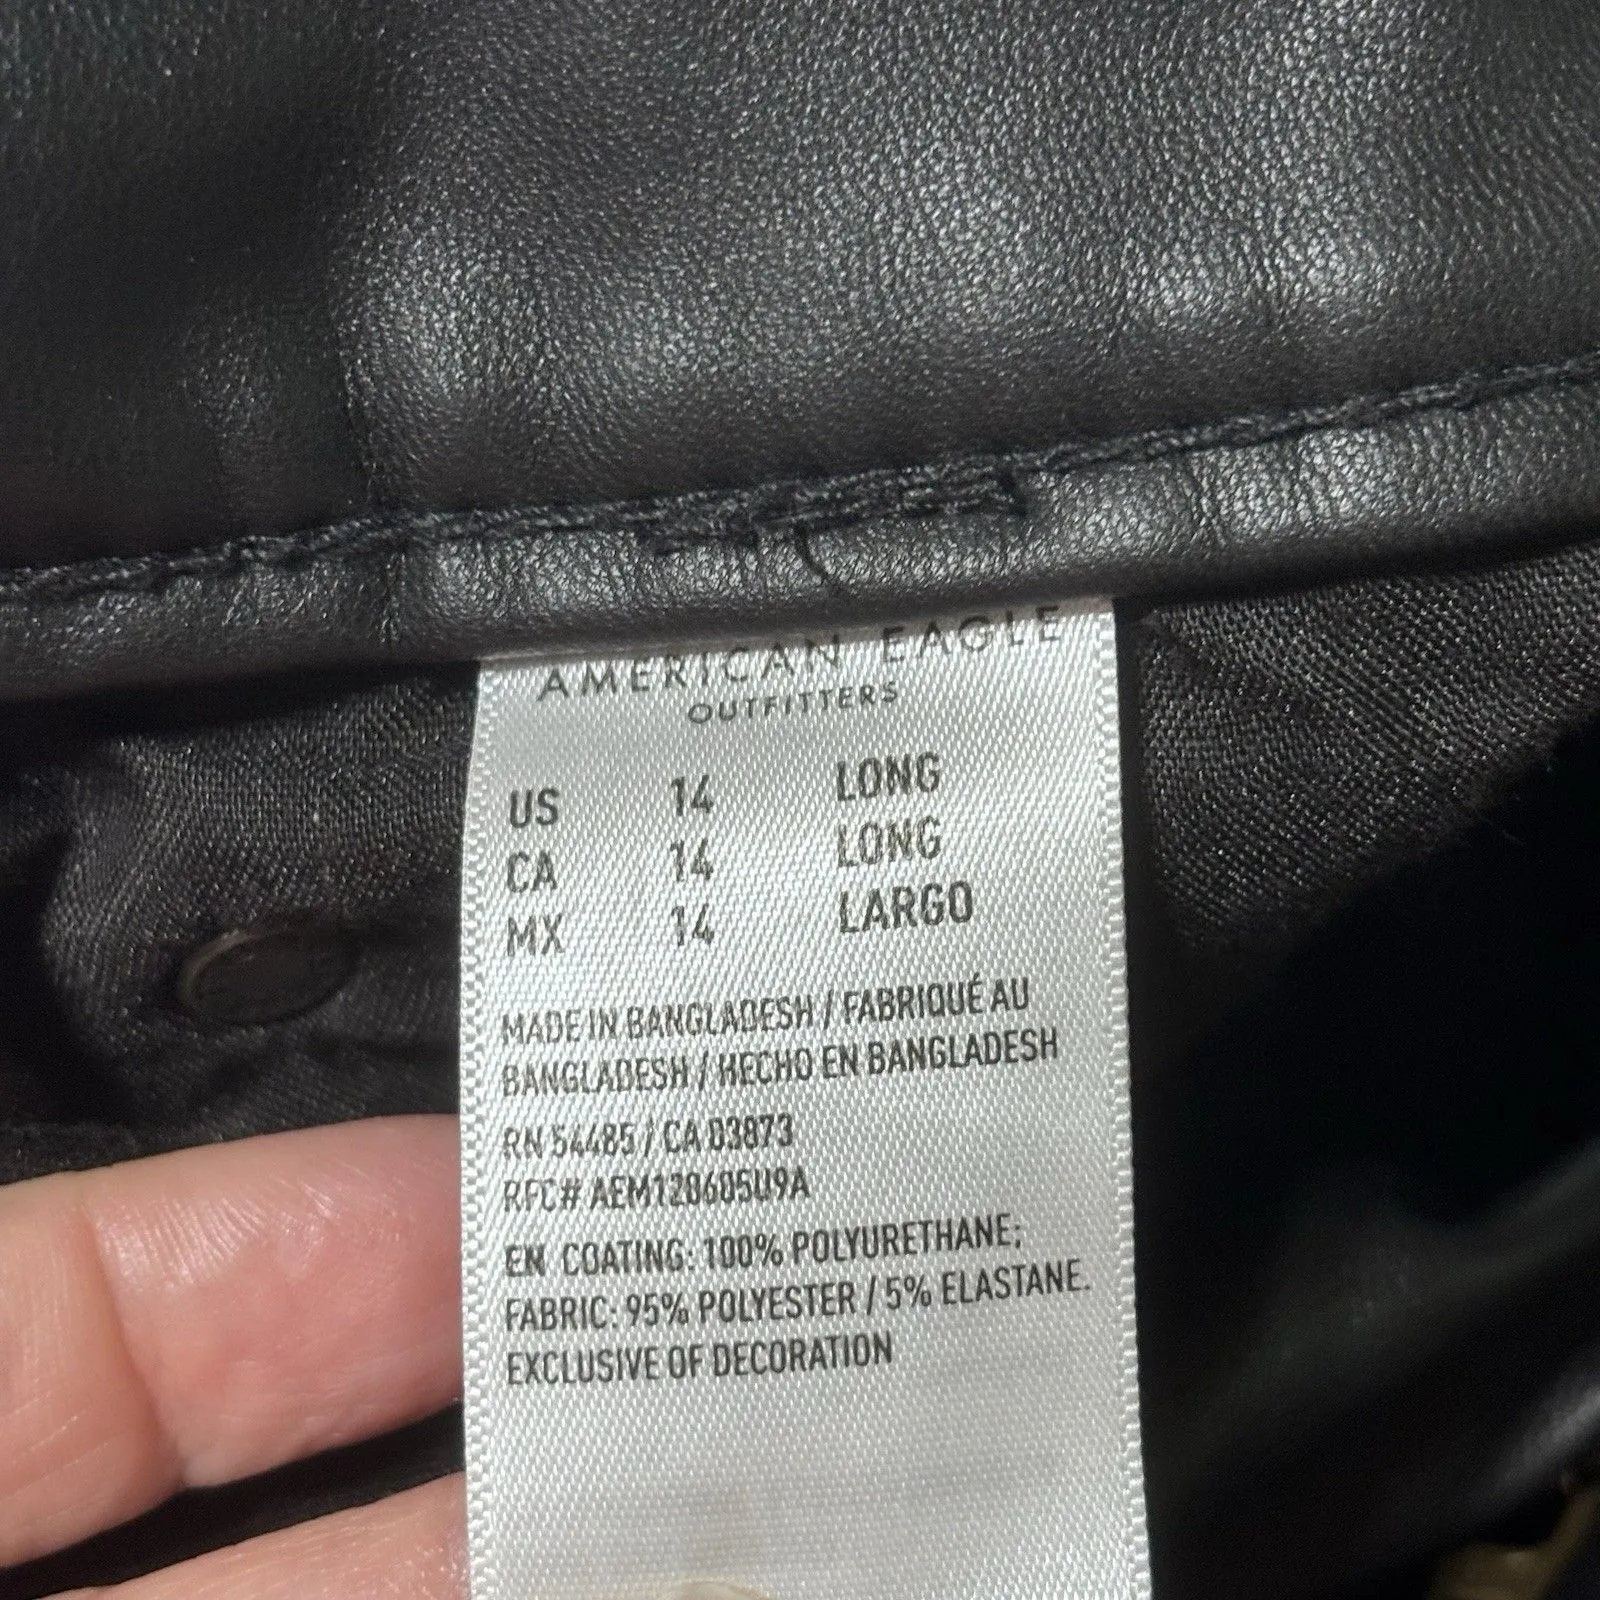 AMERICAN EAGLE
OUTFITTERS
US 14 LONG
CA 14 LONG
MX 14 LARGO
MADE IN BANGLADESH / FABRIQUÉ AU
BANGLADESH / HECHO EN BANGLADESH
RN 54485 / CA 03873
RFC# AEM128605U9A
EN COATING: 100% POLYURETHANE;
FABRIC: 95% POLYESTER / 5% ELASTANE.
EXCLUSIVE OF DECORATION